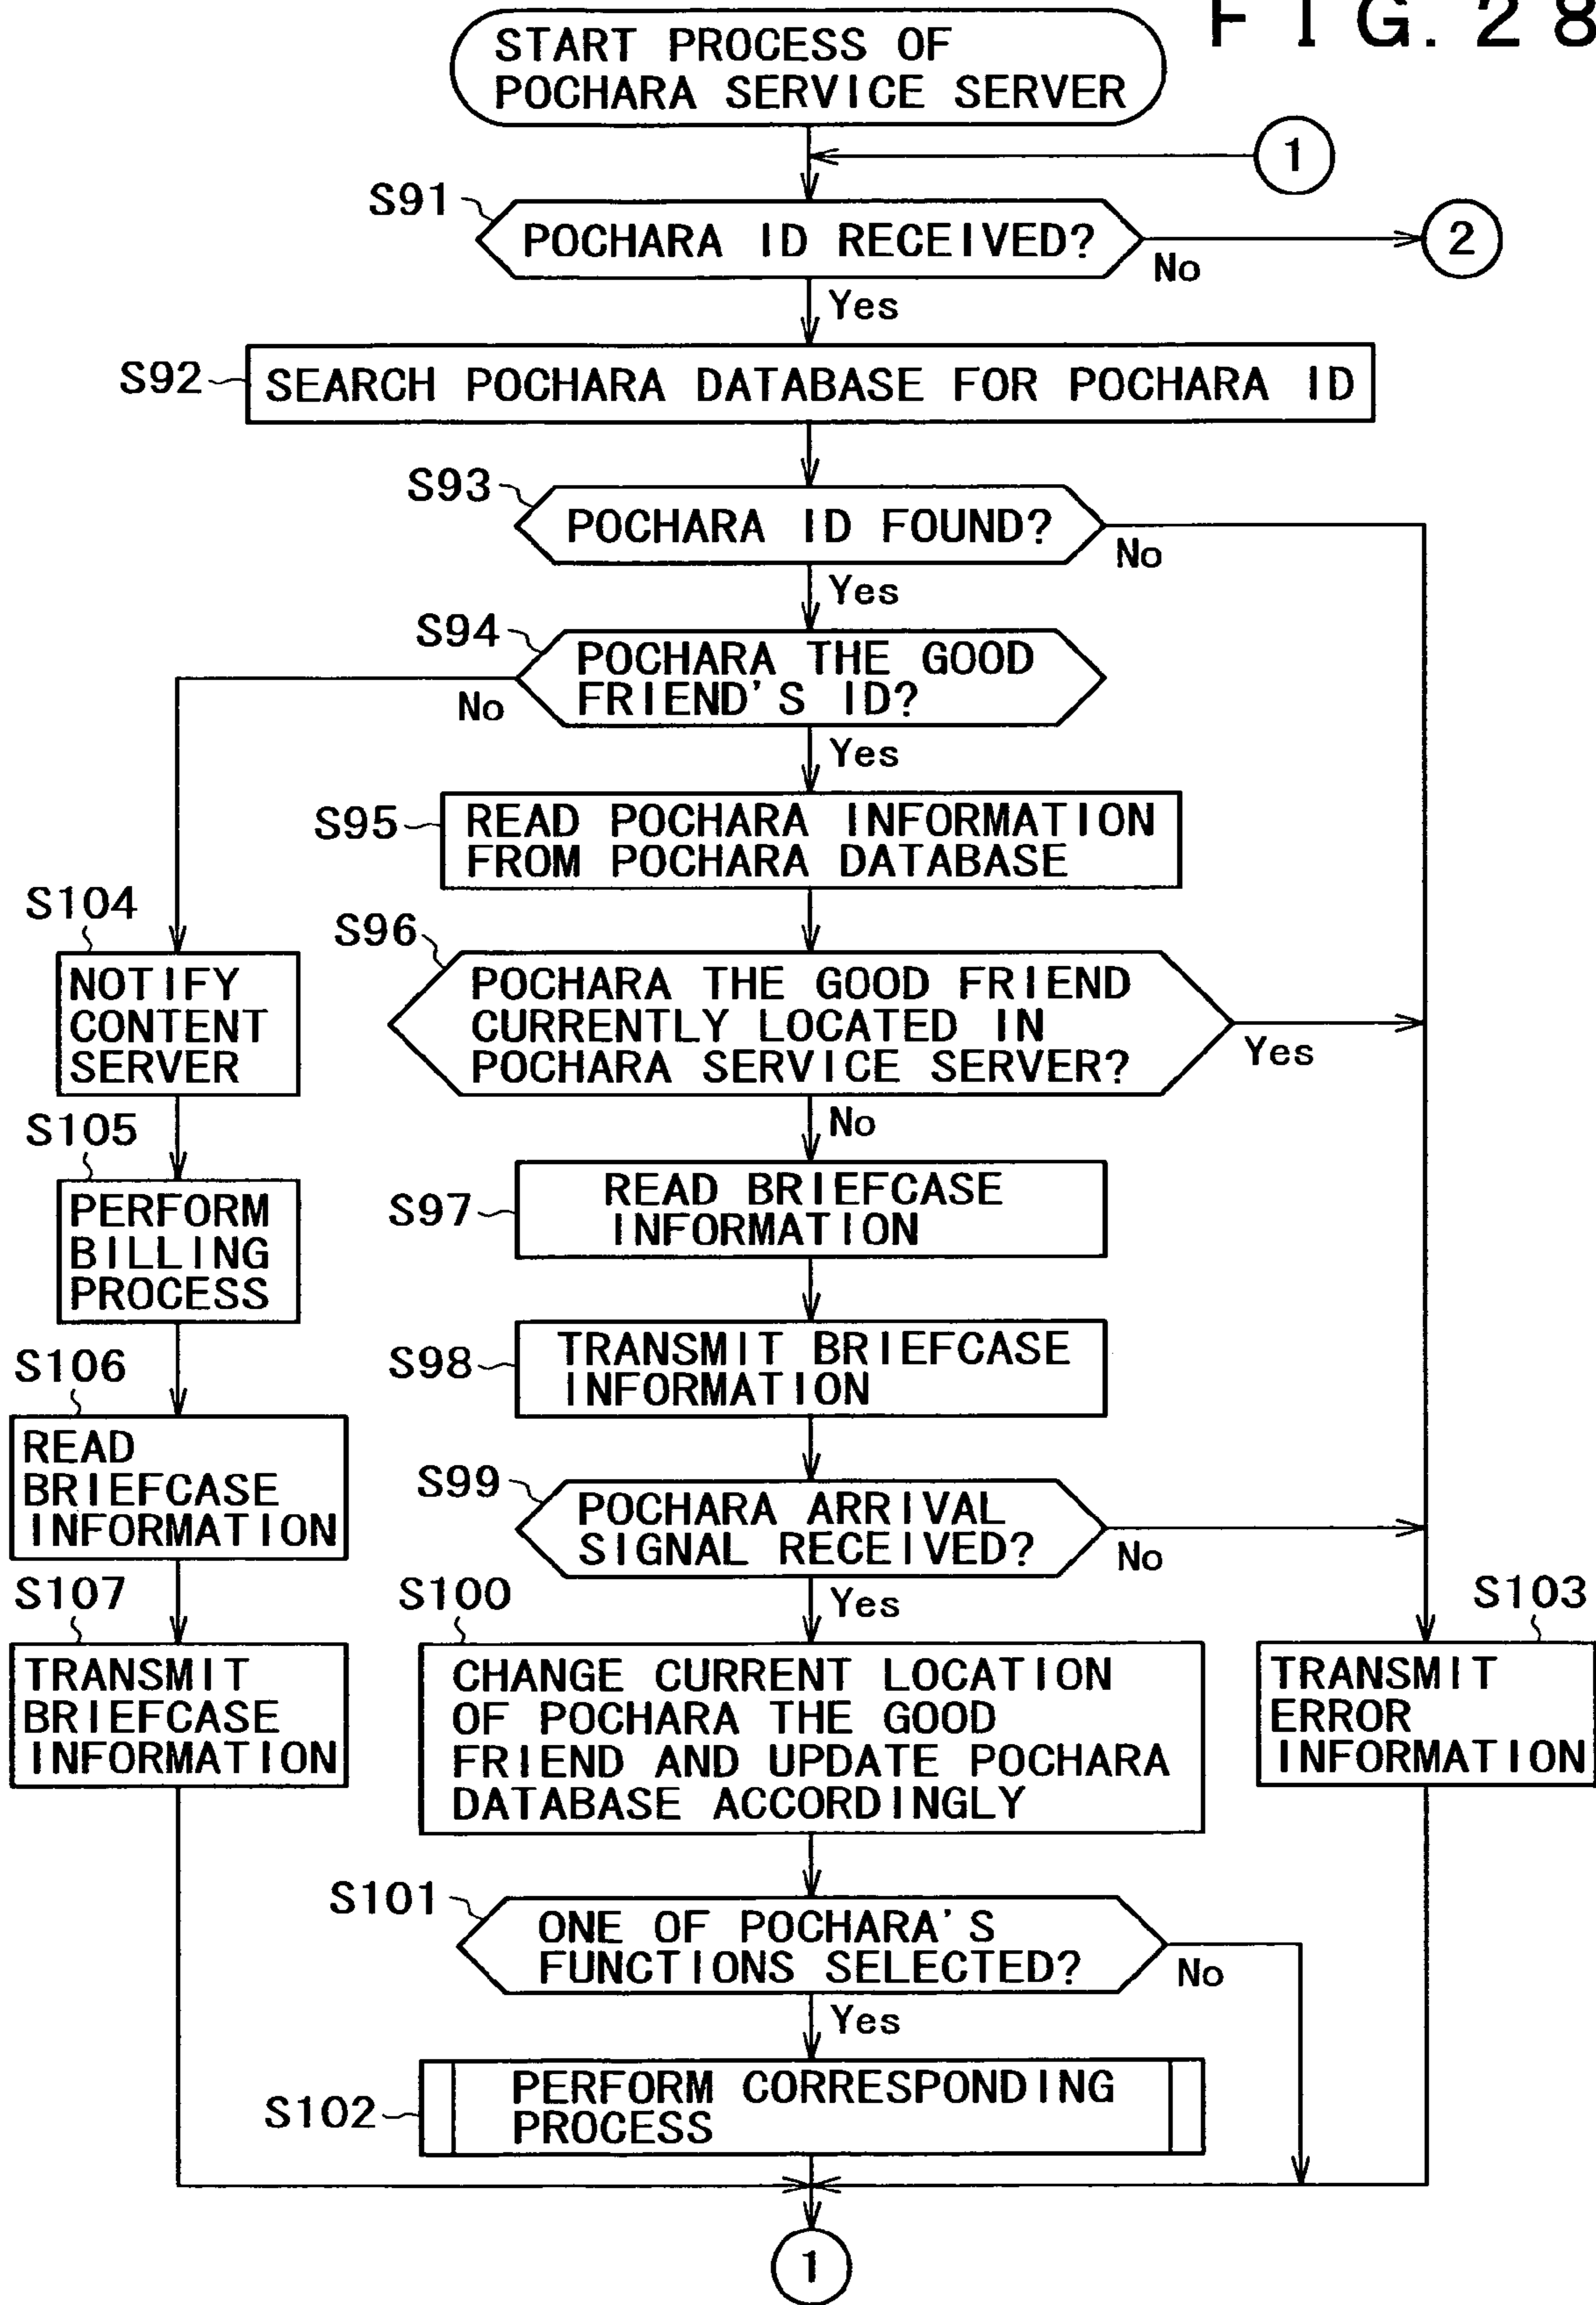 FIG. 28
START PROCESS OF
POCHARA SERVICE SERVER
1
S91
POCHARA ID RECEIVED?
No
2
Yes
S92
SEARCH POCHARA DATABASE FOR POCHARA ID
S93
POCHARA ID FOUND?
No
Yes
S94
POCHARA THE GOOD
FRIEND'S ID?
No
Yes
S95
READ POCHARA INFORMATION
FROM POCHARA DATABASE
S104
NOTIFY
CONTENT
SERVER
S96
POCHARA THE GOOD FRIEND
CURRENTLY LOCATED IN
POCHARA SERVICE SERVER?
Yes
No
S105
PERFORM
BILLING
PROCESS
S97
READ BRIEFCASE
INFORMATION
S106
READ
BRIEFCASE
INFORMATION
S98
TRANSMIT BRIEFCASE
INFORMATION
S99
POCHARA ARRIVAL
SIGNAL RECEIVED?
No
Yes
S107
TRANSMIT
BRIEFCASE
INFORMATION
S100
CHANGE CURRENT LOCATION
OF POCHARA THE GOOD
FRIEND AND UPDATE POCHARA
DATABASE ACCORDINGLY
S103
TRANSMIT
ERROR
INFORMATION
S101
ONE OF POCHARA'S
FUNCTIONS SELECTED?
No
Yes
S102
PERFORM CORRESPONDING
PROCESS
1